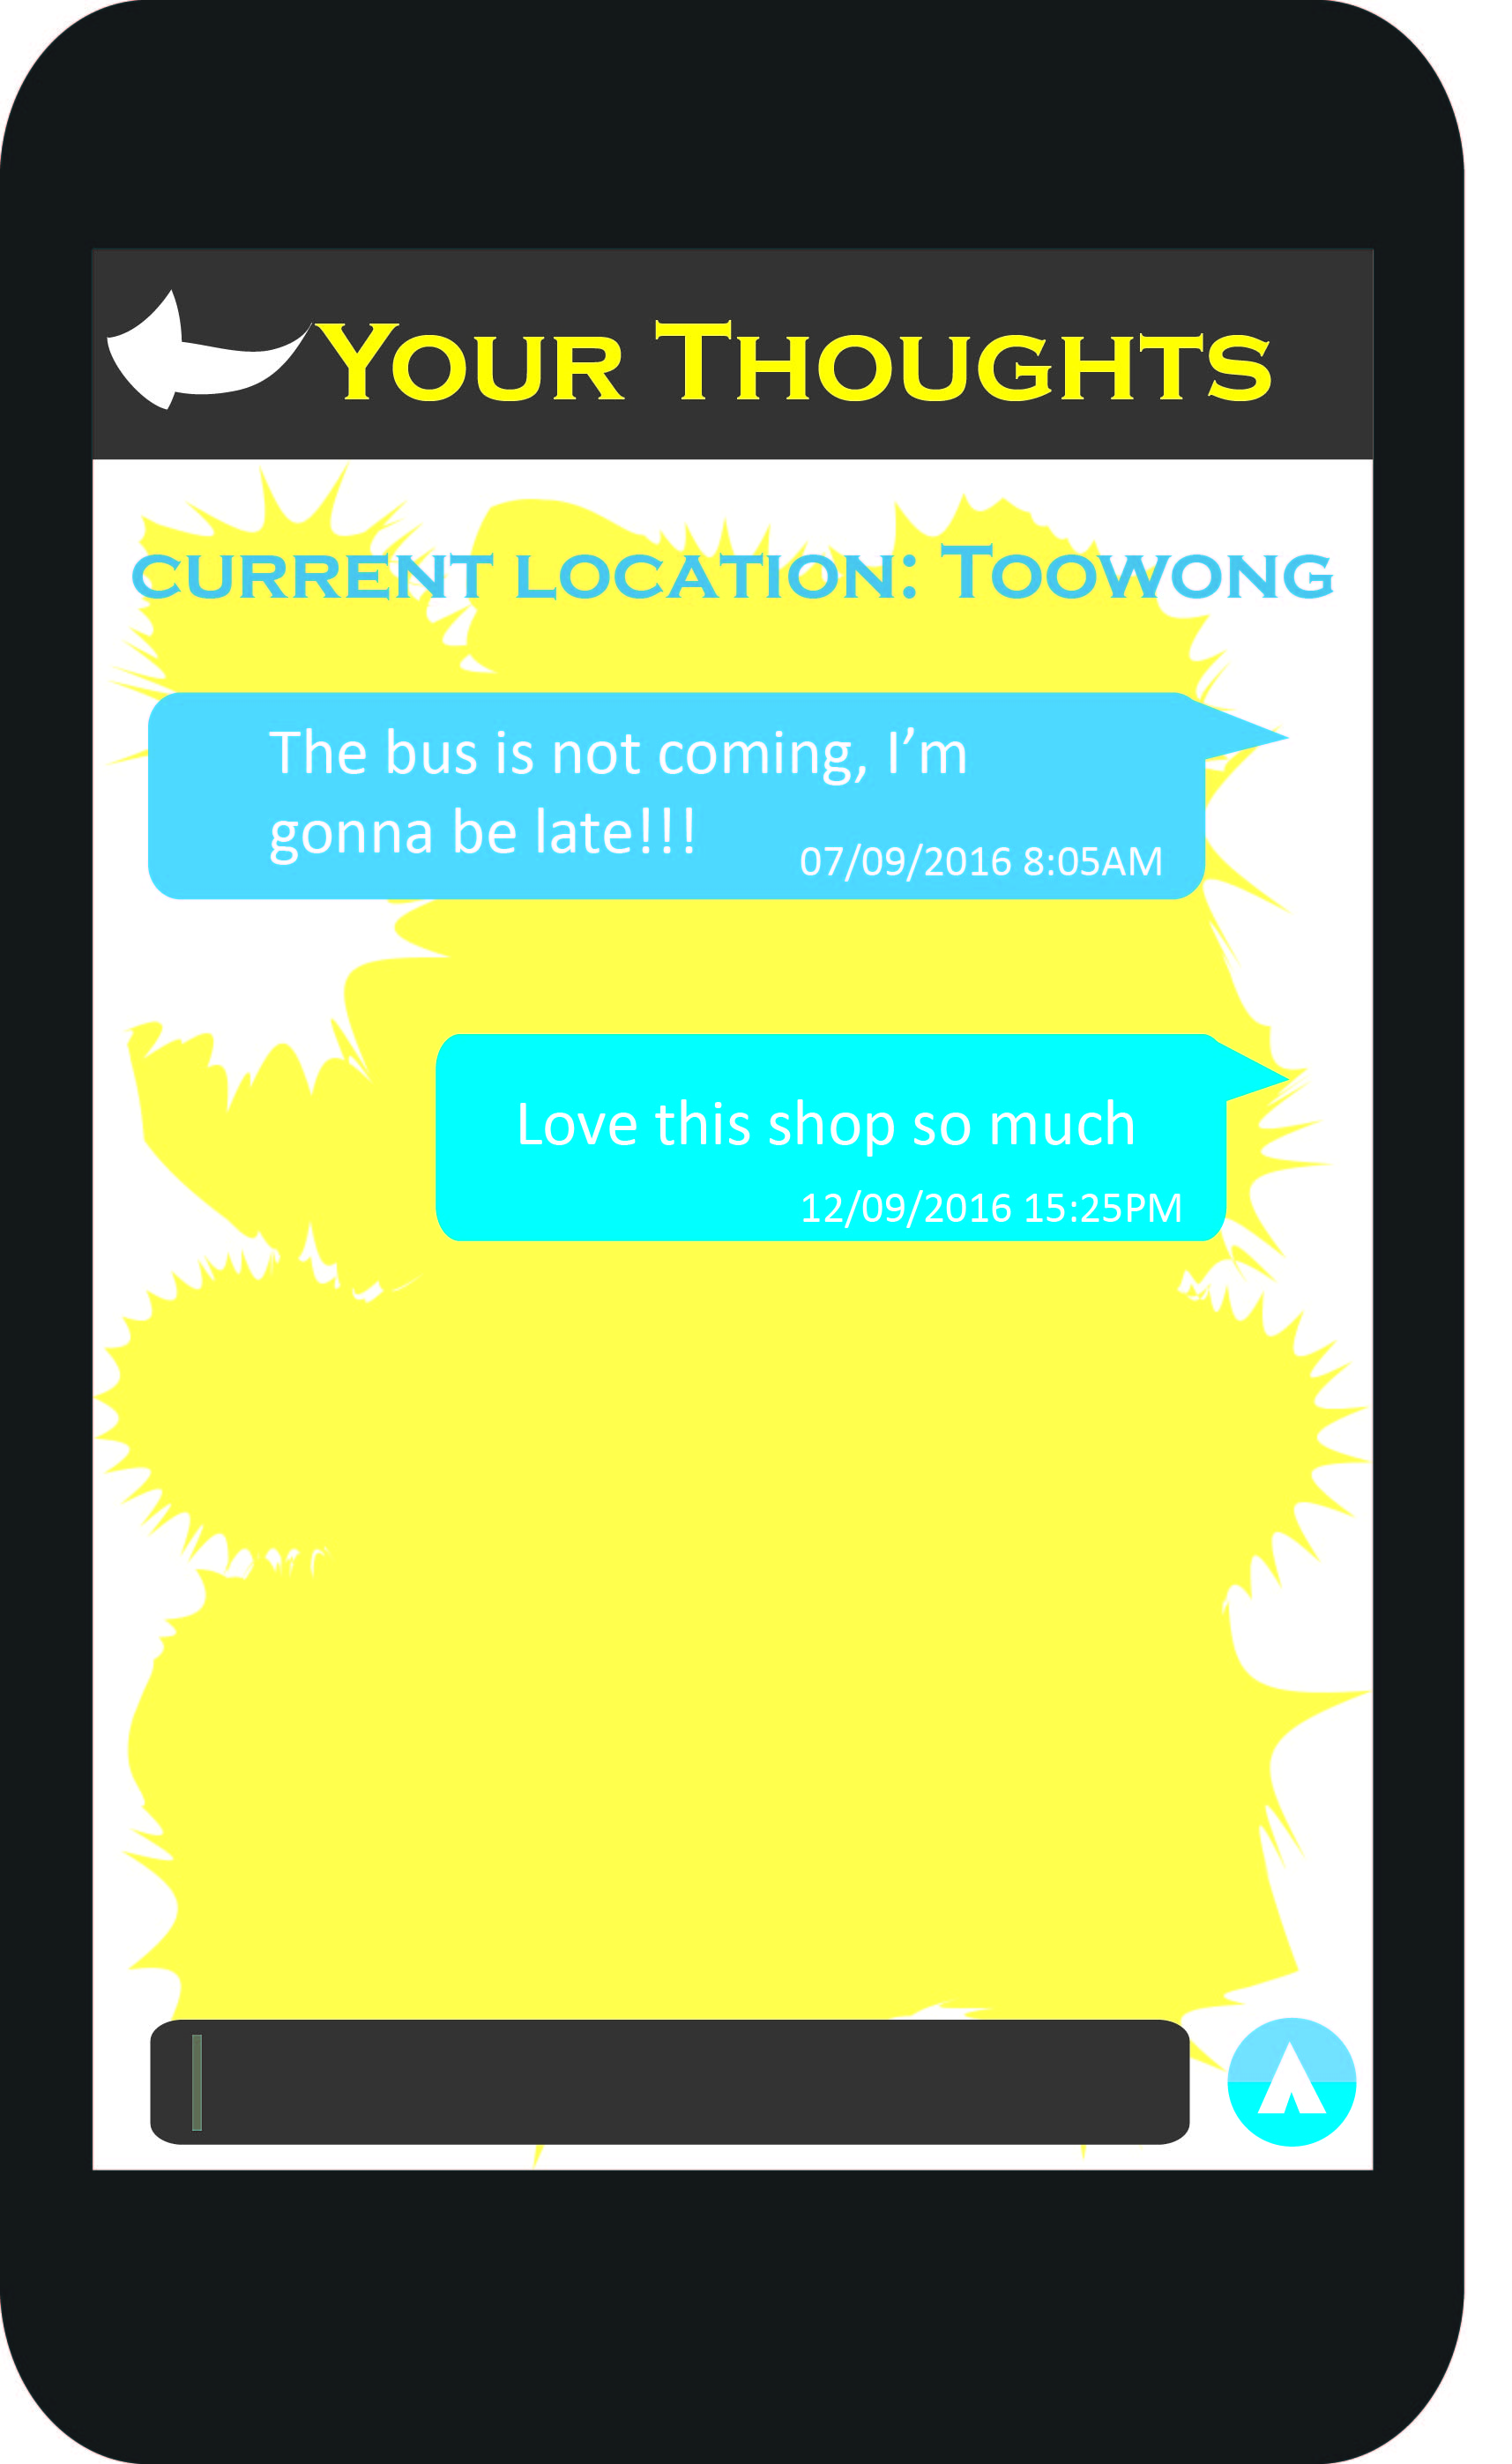 Your Thoughts
Current Location: Toowong
The bus is not coming, I’m
gonna be late!!!
07/09/2016 8:05AM
Love this shop so much
12/09/2016 15:25PM